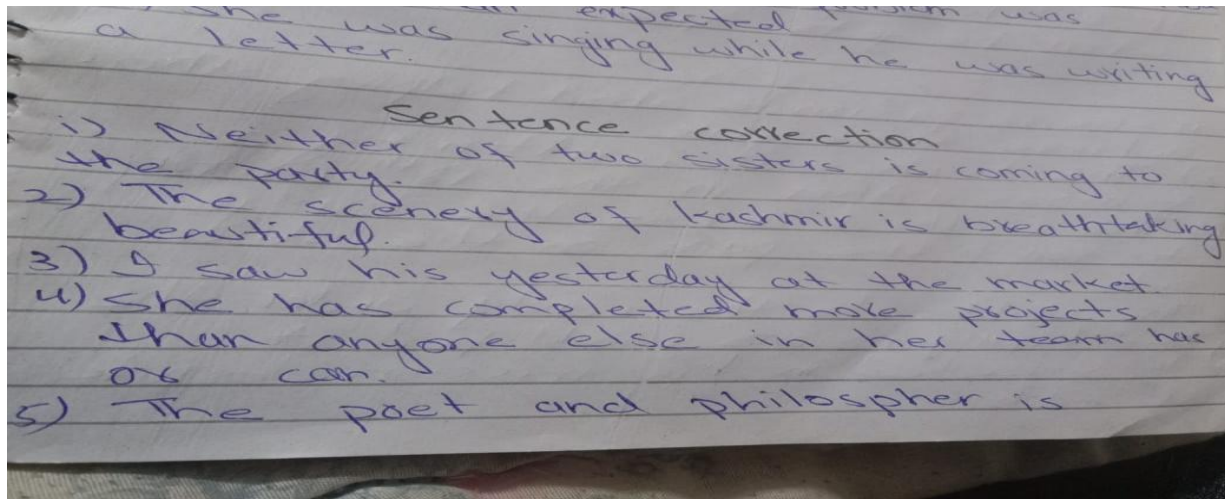 she was an expected was
a letter. singing while he was writing
Sentence correction
i) Neither of two sisters is coming to
the party.
2) The scenery of Kashmir is breathtaking
beautiful.
3) I saw his yesterday at the market.
4) She has completed more projects
than anyone else in her team has
or can.
5) The poet and philospher is